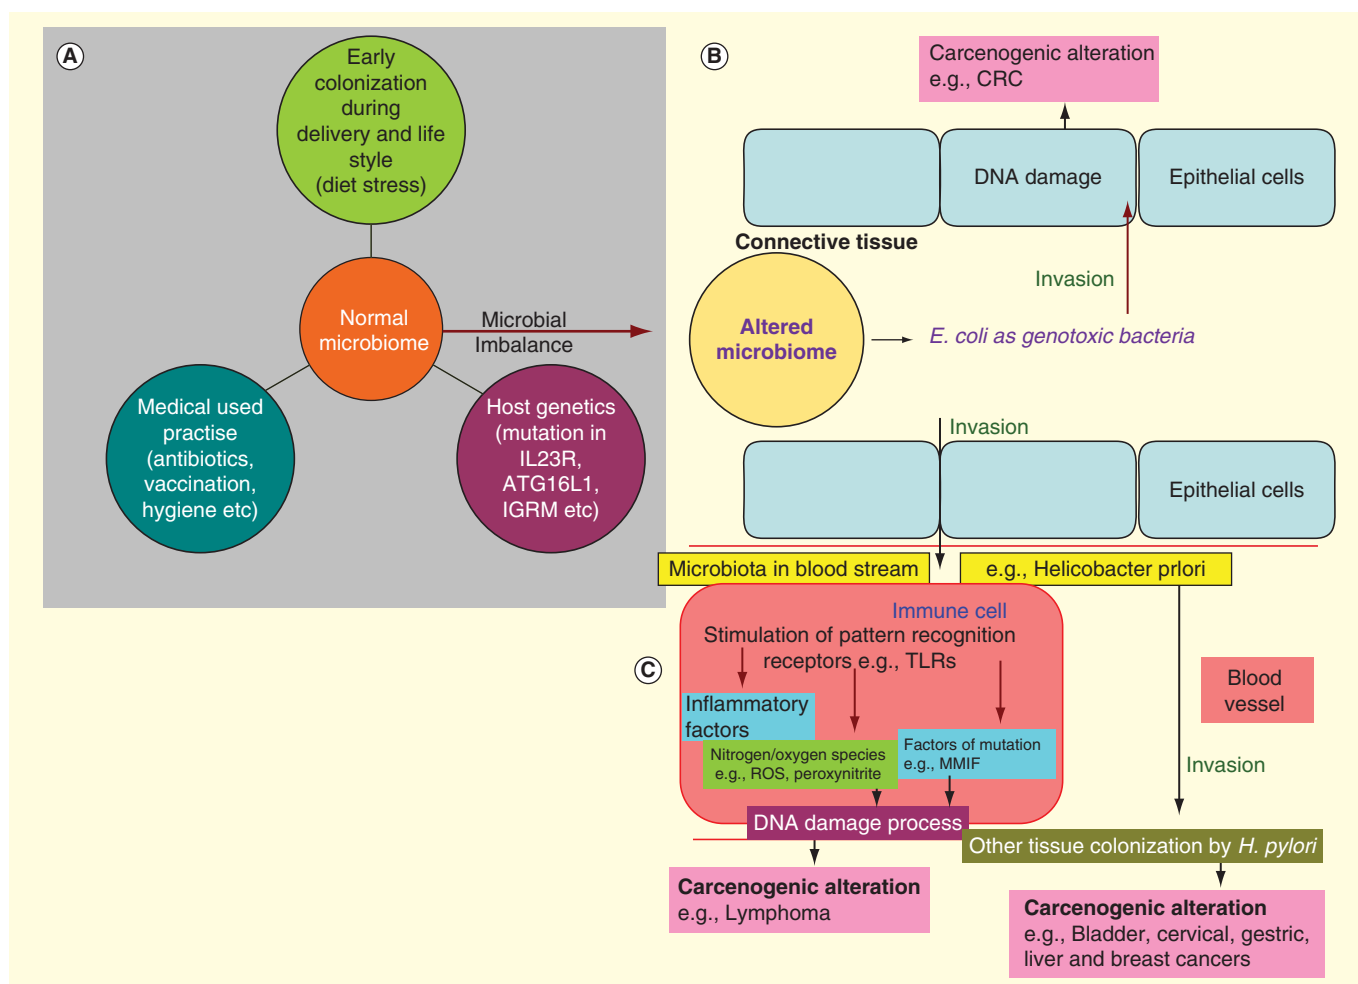 A
Early
colonization
during
delivery and life
style
(diet stress)
Normal
microbiome
Microbial
Imbalance
Medical used
practise
(antibiotics,
vaccination,
hygiene etc)
Host genetics
(mutation in
IL23R,
ATG16L1,
IGRM etc)
B
Carcenogenic alteration
e.g., CRC
DNA damage
Epithelial cells
Connective tissue
Invasion
Altered
microbiome
E. coli as genotoxic bacteria
Invasion
Epithelial cells
Microbiota in blood stream
e.g., Helicobacter prlori
C
Immune cell
Stimulation of pattern recognition
receptors e.g., TLRs
Inflammatory
factors
Nitrogen/oxygen species
e.g., ROS, peroxynitrite
Factors of mutation
e.g., MMIF
DNA damage process
Carcenogenic alteration
e.g., Lymphoma
Blood
vessel
Invasion
Other tissue colonization by H. pylori
Carcenogenic alteration
e.g., Bladder, cervical, gestric,
liver and breast cancers